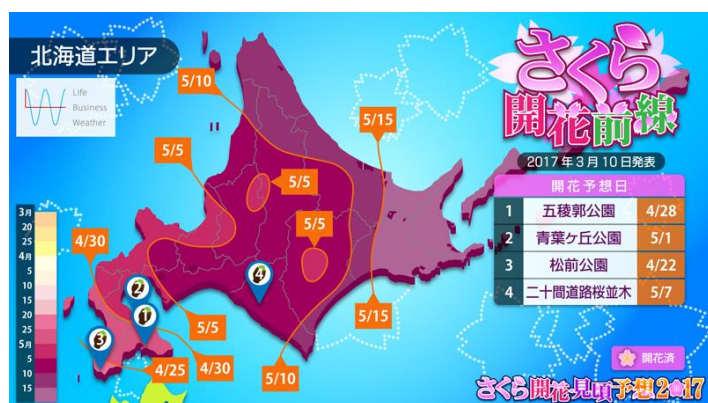 北海道エリア
Life
Business
Weather
さくら
開花前線
2017年3月10日発表
開花予想日
1 五稜郭公園 4/28
2 青葉ヶ丘公園 5/1
3 松前公園 4/22
4 二十間道路桜並木 5/7
開花済
さくら開花・見頃予想2017
5/10
5/15
5/5
5/5
5/5
4/30
4
2
1
3
5/5
5/15
4/30
4/25
5/10
3月
20
25
4月
5
10
15
20
25
5月
5
10
15